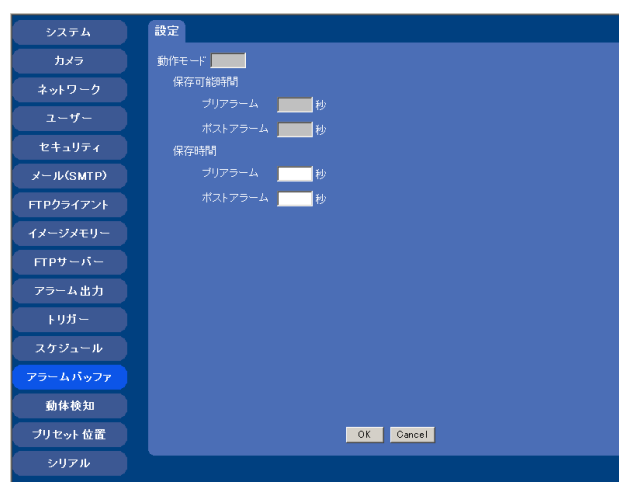 システム
カメラ
ネットワーク
ユーザー
セキュリティ
メール(SMTP)
FTPクライアント
イメージメモリー
FTPサーバー
アラーム出力
トリガー
スケジュール
アラームバッファ
動体検知
プリセット位置
シリアル
設定
動作モード
保存可能時間
プリアラーム 秒
ポストアラーム 秒
保存時間
プリアラーム 秒
ポストアラーム 秒
OK Cancel